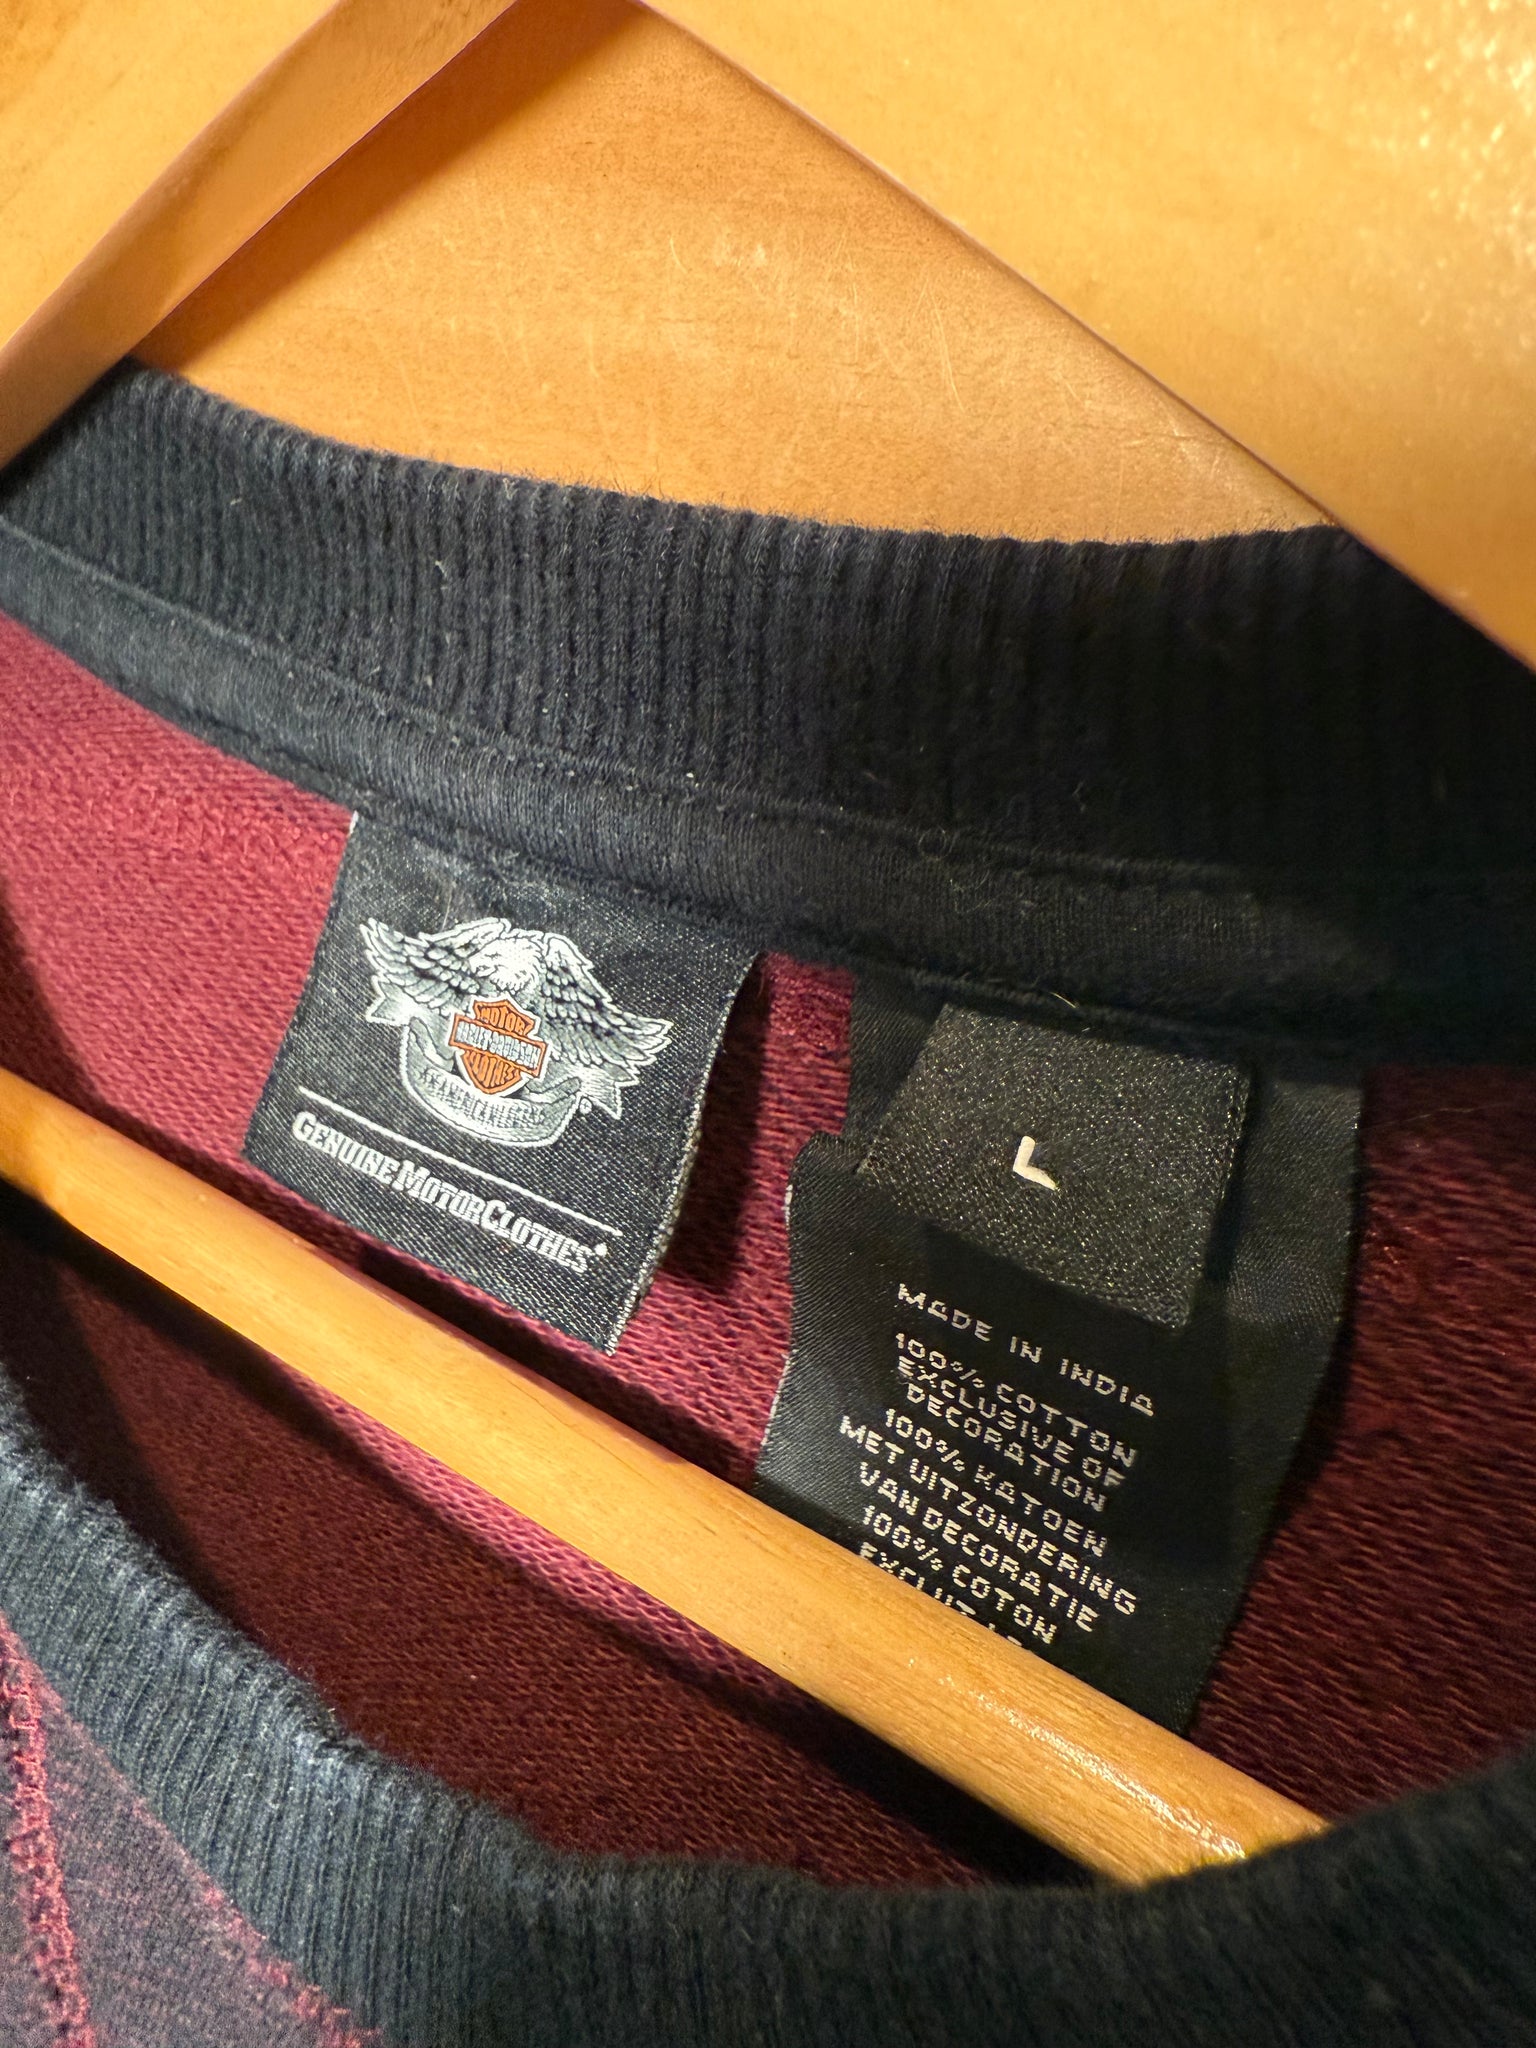 MOTOR
HARLEY-DAVIDSON
CLOTHES
®
GENUINE MOTORCLOTHES®
L
MADE IN INDIA
100% COTTON
EXCLUSIVE OF
DECORATION
100% KATOEN
MET UITZONDERING
VAN DECORATIE
100% COTON